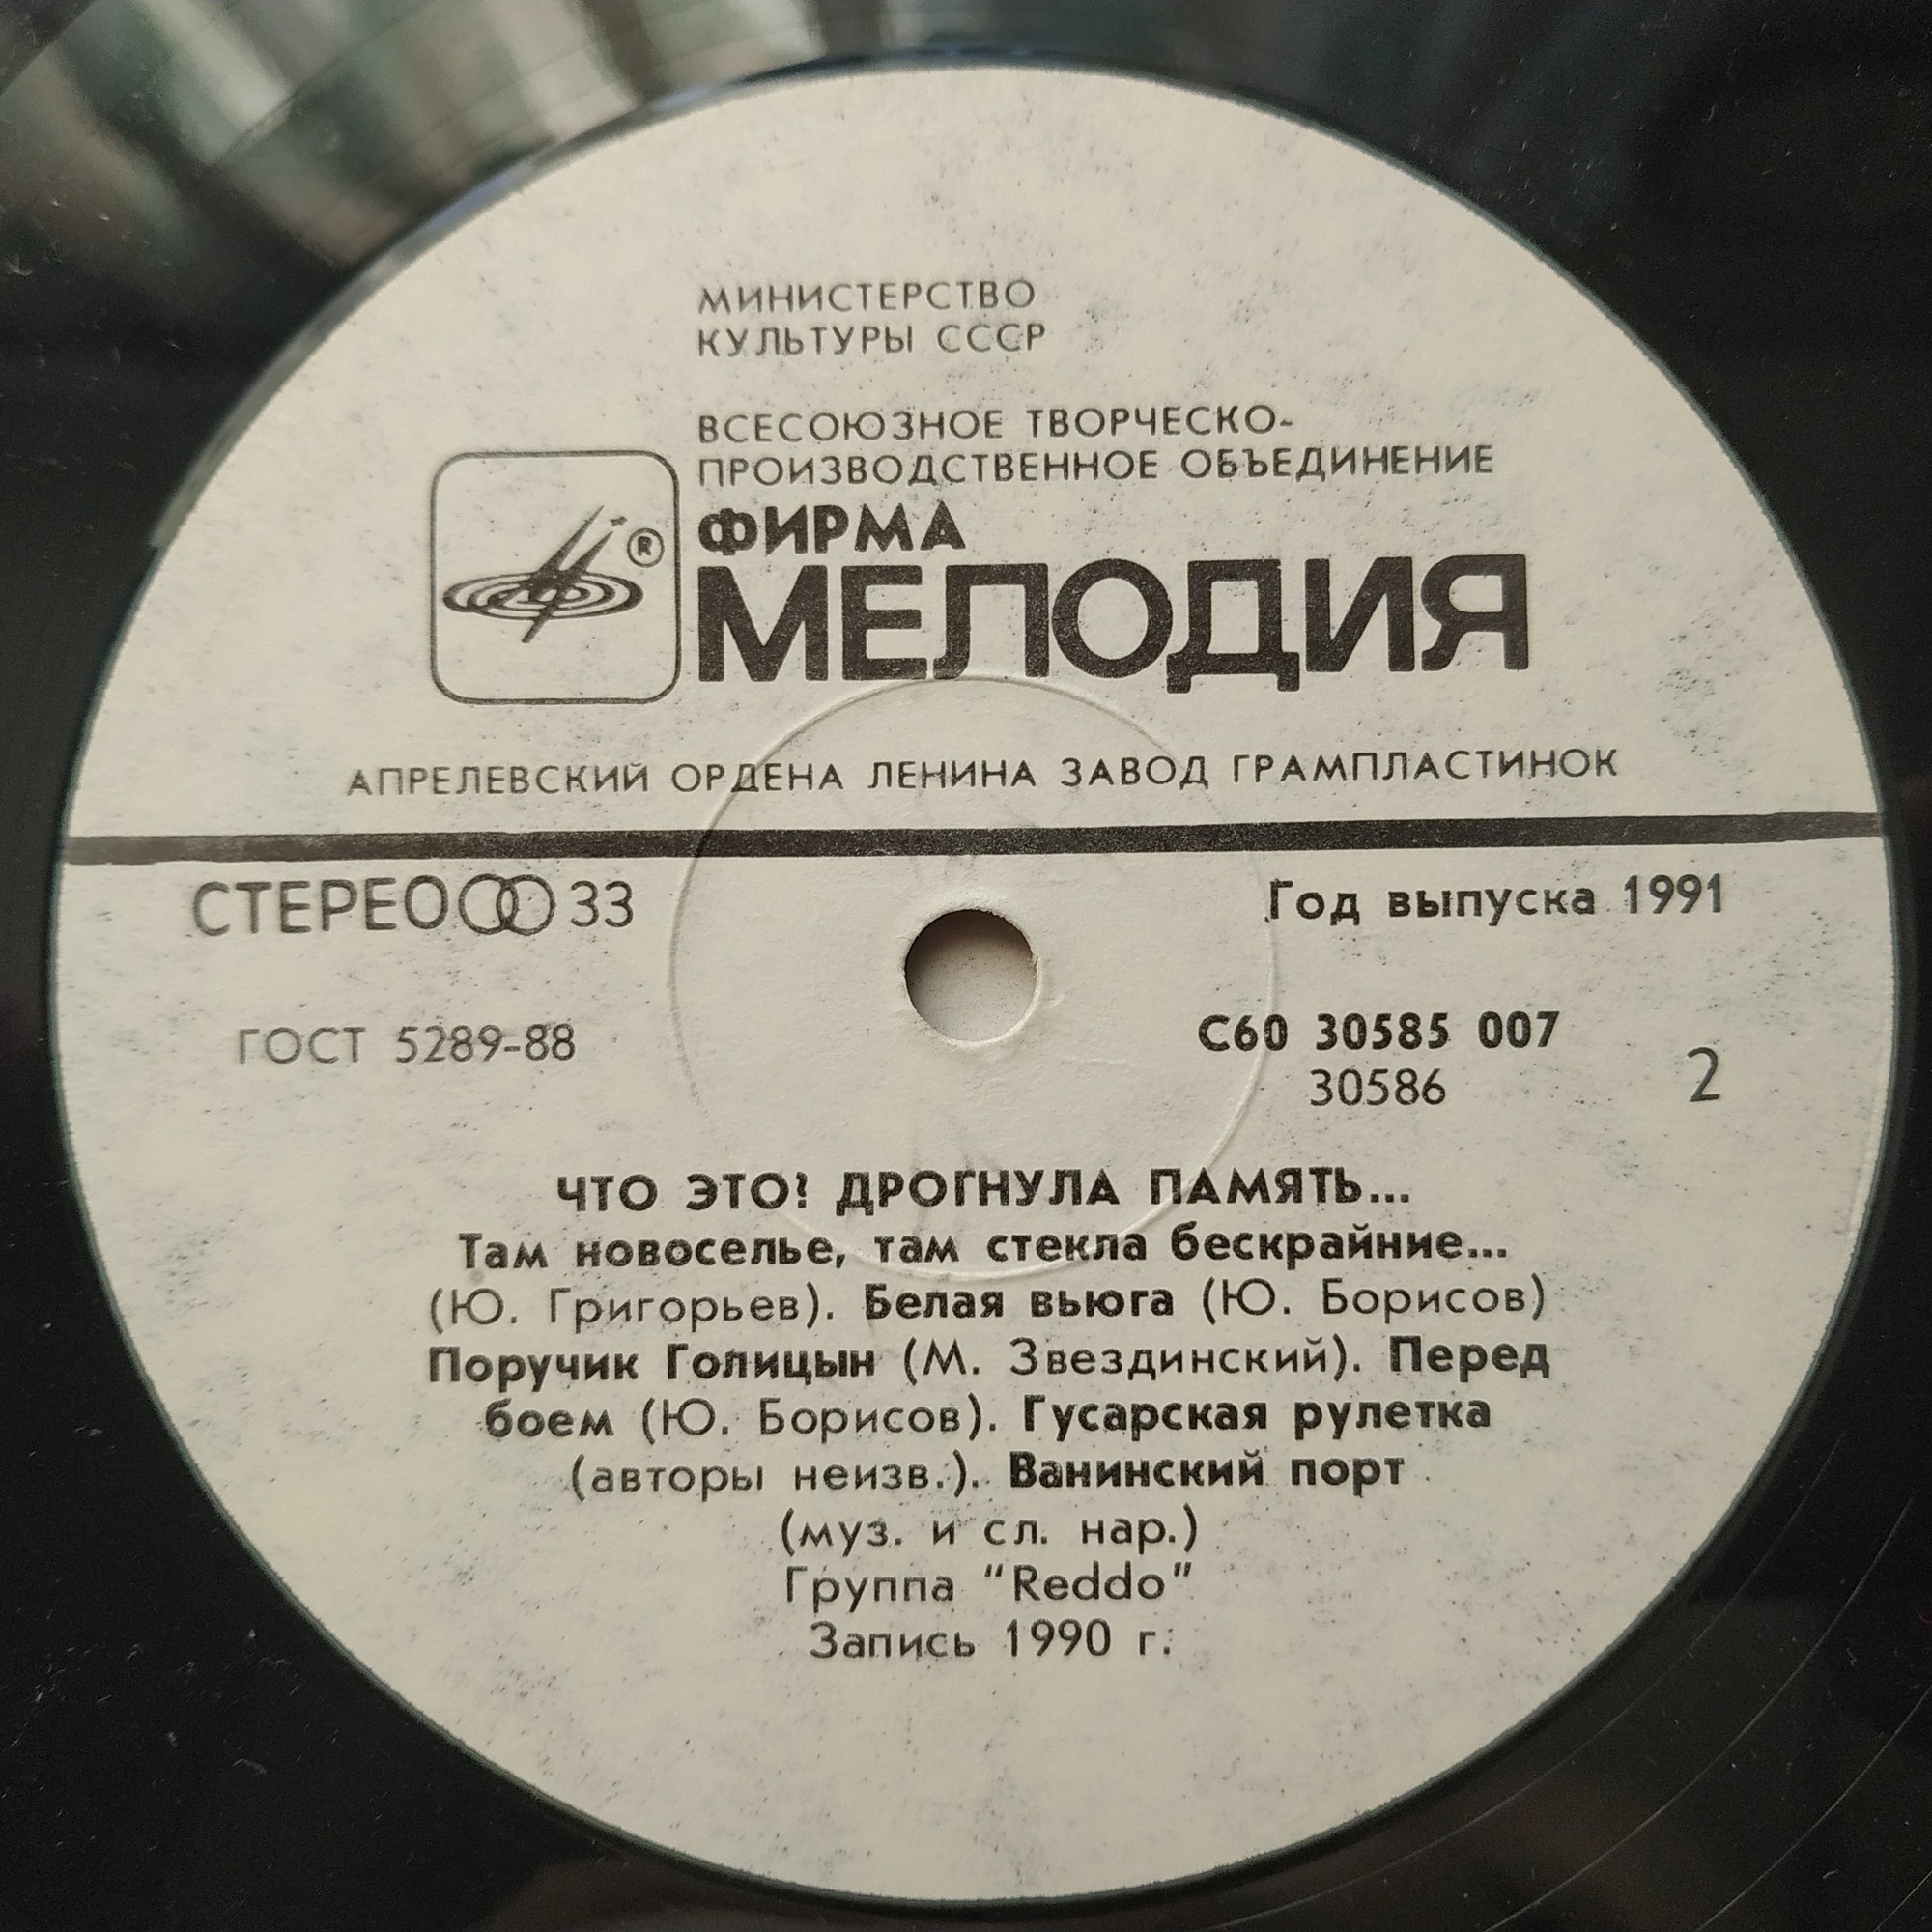 МИНИСТЕРСТВО
КУЛЬТУРЫ СССР
ВСЕСОЮЗНОЕ ТВОРЧЕСКО-
ПРОИЗВОДСТВЕННОЕ ОБЪЕДИНЕНИЕ
®
ФИРМА
МЕЛОДИЯ
АПРЕЛЕВСКИЙ ОРДЕНА ЛЕНИНА ЗАВОД ГРАМПЛАСТИНОК
СТЕРЕО 33
Год выпуска 1991
ГОСТ 5289-88
С60 30585 007
30586
2
ЧТО ЭТО? ДРОГНУЛА ПАМЯТЬ...
Там новоселье, там стекла бескрайние...
(Ю. Григорьев). Белая вьюга (Ю. Борисов)
Поручик Голицын (М. Звездинский). Перед
боем (Ю. Борисов). Гусарская рулетка
(авторы неизв.). Ванинский порт
(муз. и сл. нар.)
Группа "Reddo"
Запись 1990 г.